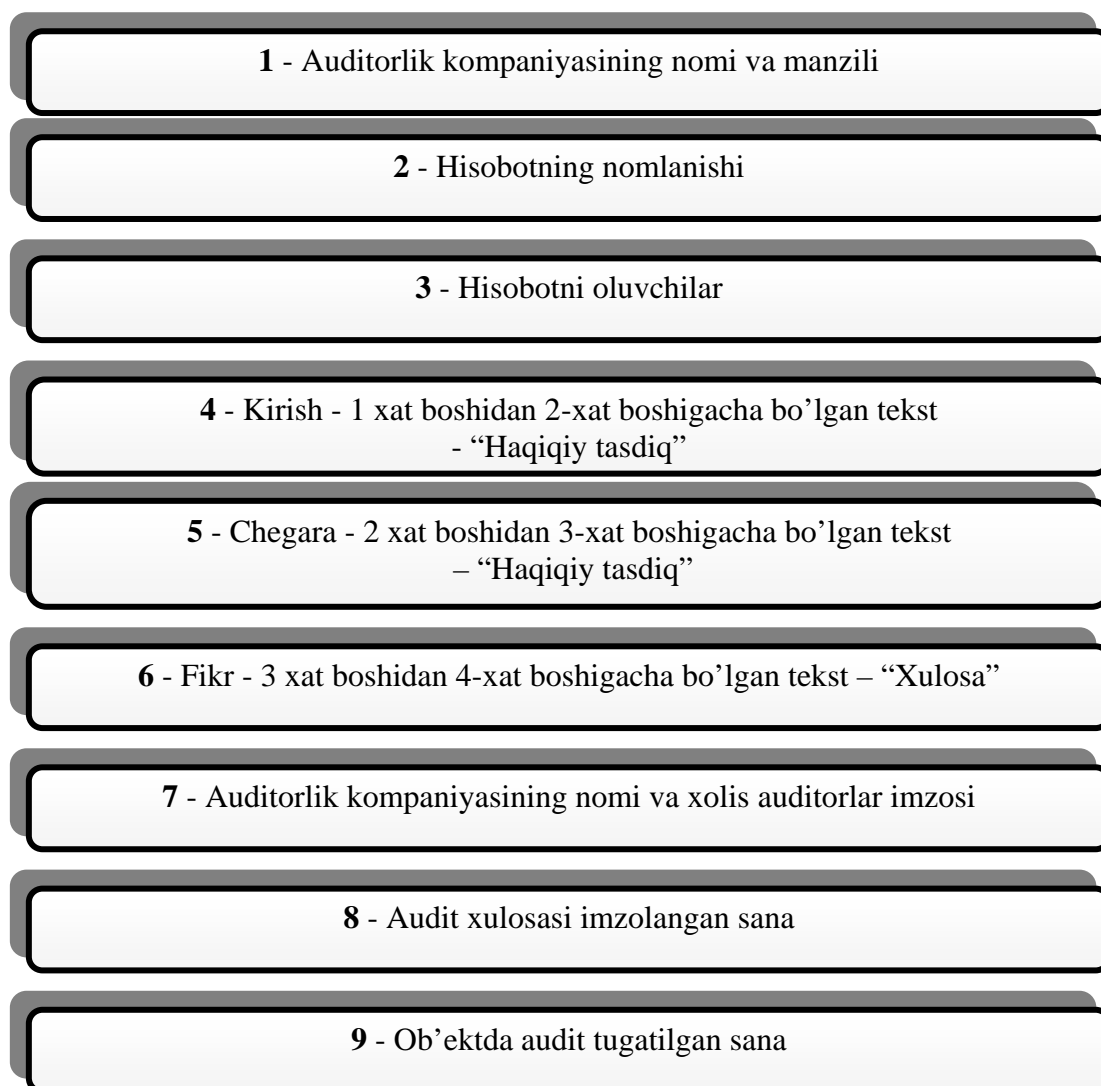 1 - Auditorlik kompaniyasining nomi va manzili
2 - Hisobotning nomlanishi
3 - Hisobotni oluvchilar
4 - Kirish - 1 xat boshidan 2-xat boshigacha bo’lgan tekst
- “Haqiqiy tasdiq”
5 - Chegara - 2 xat boshidan 3-xat boshigacha bo’lgan tekst
– “Haqiqiy tasdiq”
6 - Fikr - 3 xat boshidan 4-xat boshigacha bo’lgan tekst – “Xulosa”
7 - Auditorlik kompaniyasining nomi va xolis auditorlar imzosi
8 - Audit xulosasi imzolangan sana
9 - Ob’ektda audit tugatilgan sana